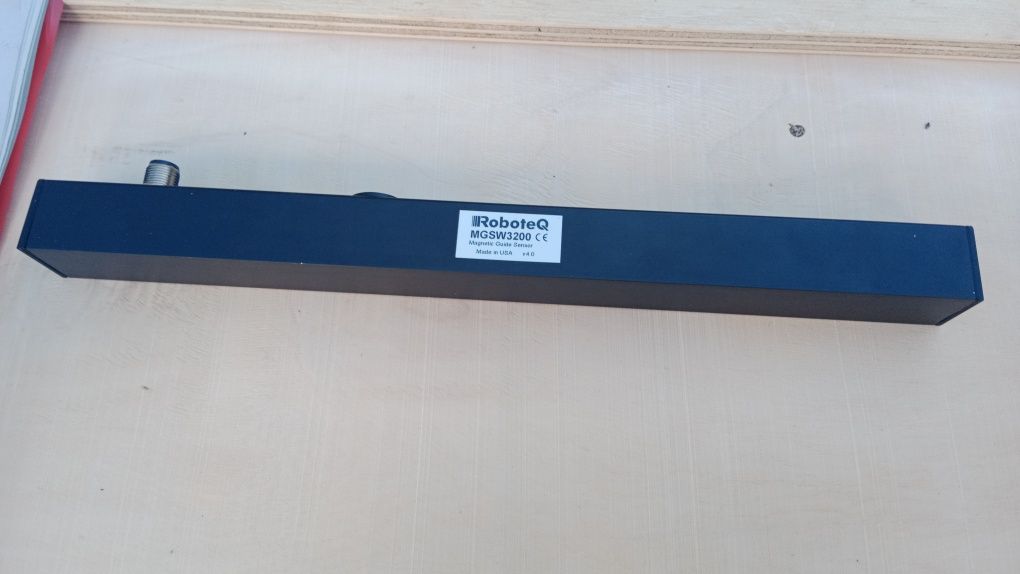 RoboteQ
MGSW3200 CE
Magnetic Guide Sensor
Made in USA v4.0